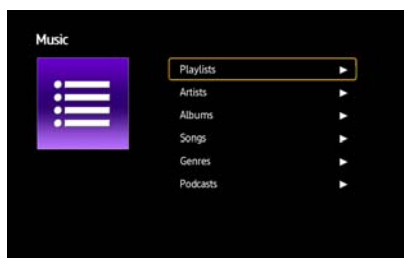 Music
Playlists
Artists
Albums
Songs
Genres
Podcasts